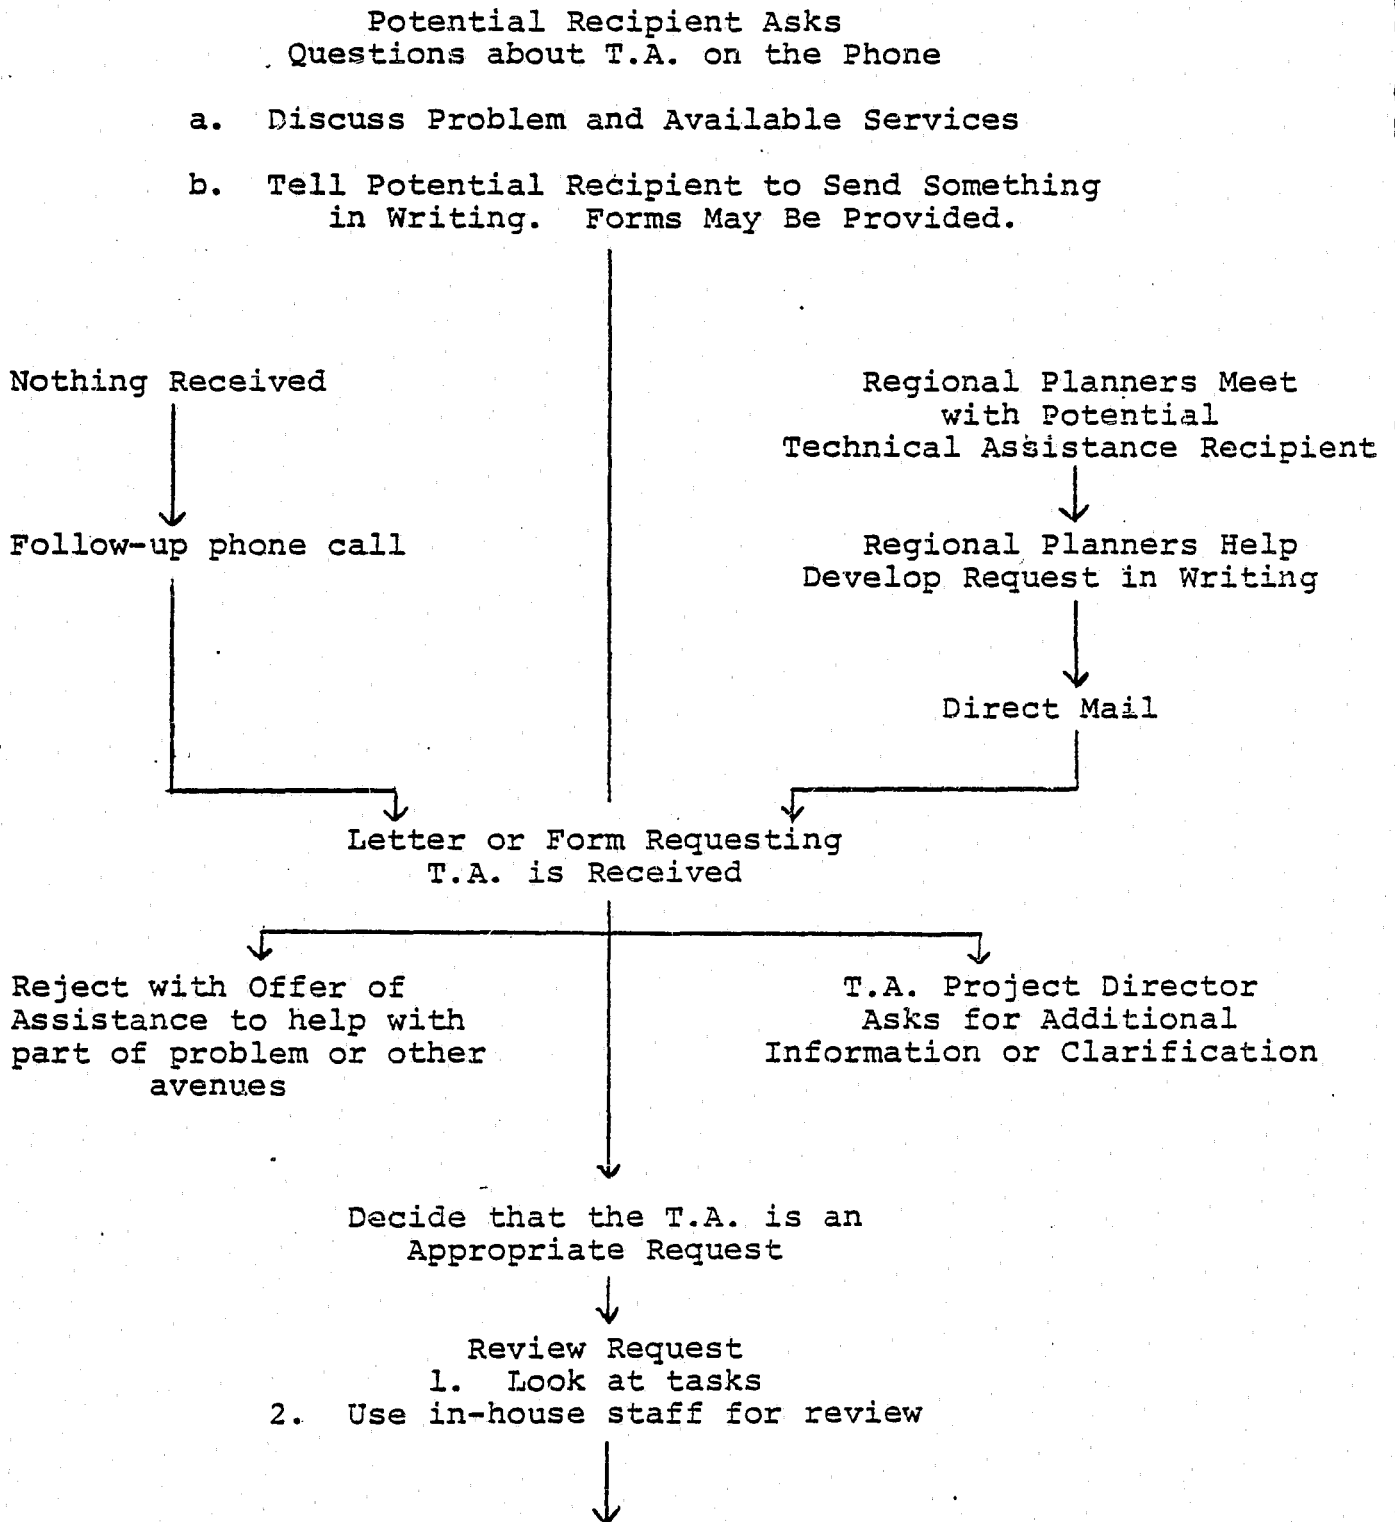 Potential Recipient Asks
Questions about T.A. on the Phone
a. Discuss Problem and Available Services
b. Tell Potential Recipient to Send Something
in Writing. Forms May Be Provided.
Nothing Received
Follow-up phone call
Regional Planners Meet
with Potential
Technical Assistance Recipient
Regional Planners Help
Develop Request in Writing
Direct Mail
Letter or Form Requesting
T.A. is Received
Reject with Offer of
Assistance to help with
part of problem or other
avenues
T.A. Project Director
Asks for Additional
Information or Clarification
Decide that the T.A. is an
Appropriate Request
Review Request
1. Look at tasks
2. Use in-house staff for review